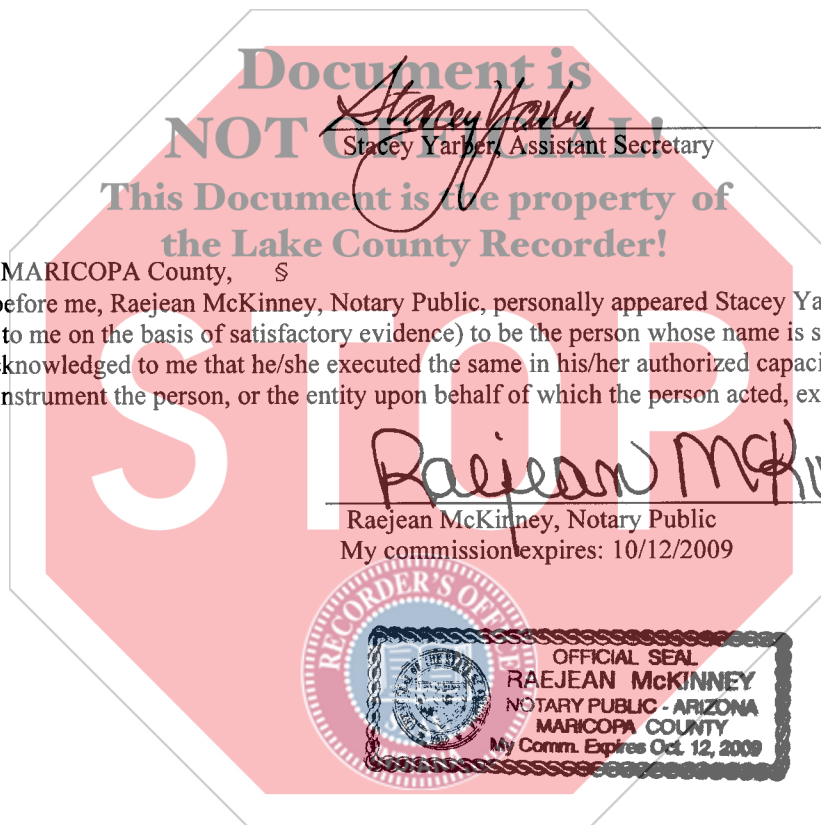 Document is
Stacey Yarber
NOT OFFICIAL!
Stacey Yarber, Assistant Secretary
This Document is the property of
the Lake County Recorder!
MARICOPA County, §
before me, Raejean McKinney, Notary Public, personally appeared Stacey Ya
to me on the basis of satisfactory evidence) to be the person whose name is s
cknowledged to me that he/she executed the same in his/her authorized capaci
nstrument the person, or the entity upon behalf of which the person acted, ex
STOP
Raejean McKi
Raejean McKinney, Notary Public
My commission expires: 10/12/2009
RECORDER'S OFFICE
OFFICIAL SEAL
RAEJEAN McKINNEY
NOTARY PUBLIC - ARIZONA
MARICOPA COUNTY
My Comm. Expires Oct. 12, 2009